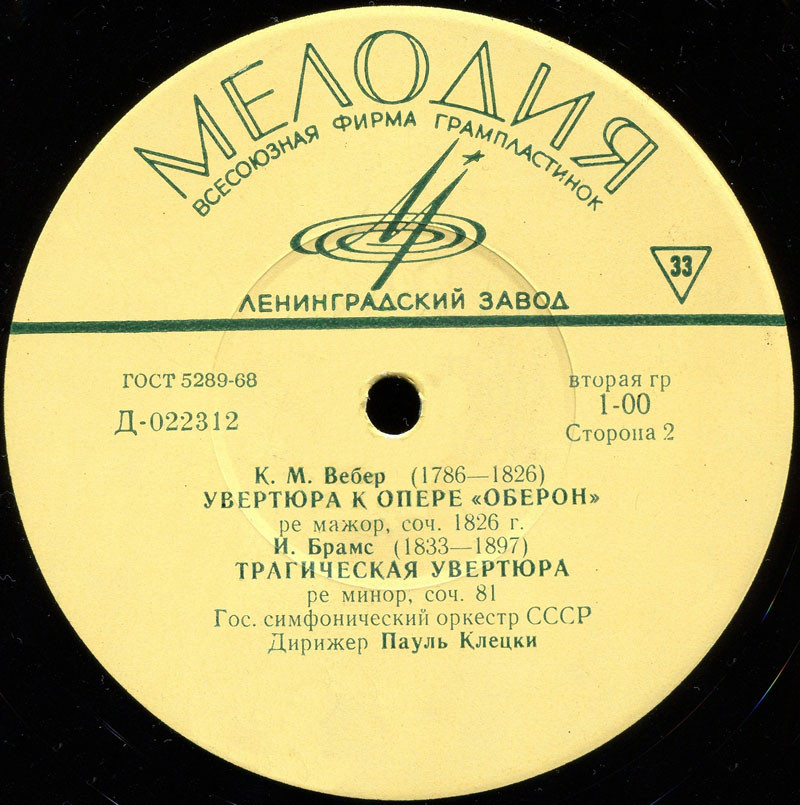 МЕЛОДИЯ
ВСЕСОЮЗНАЯ ФИРМА ГРАМПЛАСТИНОК
33
ЛЕНИНГРАДСКИЙ ЗАВОД
ГОСТ 5289-68
вторая гр
Д-022312
1-00
Сторона 2
К. М. Вебер (1786—1826)
УВЕРТЮРА К ОПЕРЕ «ОБЕРОН»
ре мажор, соч. 1826 г.
И. Брамс (1833—1897)
ТРАГИЧЕСКАЯ УВЕРТЮРА
ре минор, соч. 81
Гос. симфонический оркестр СССР
Дирижер Пауль Клецки